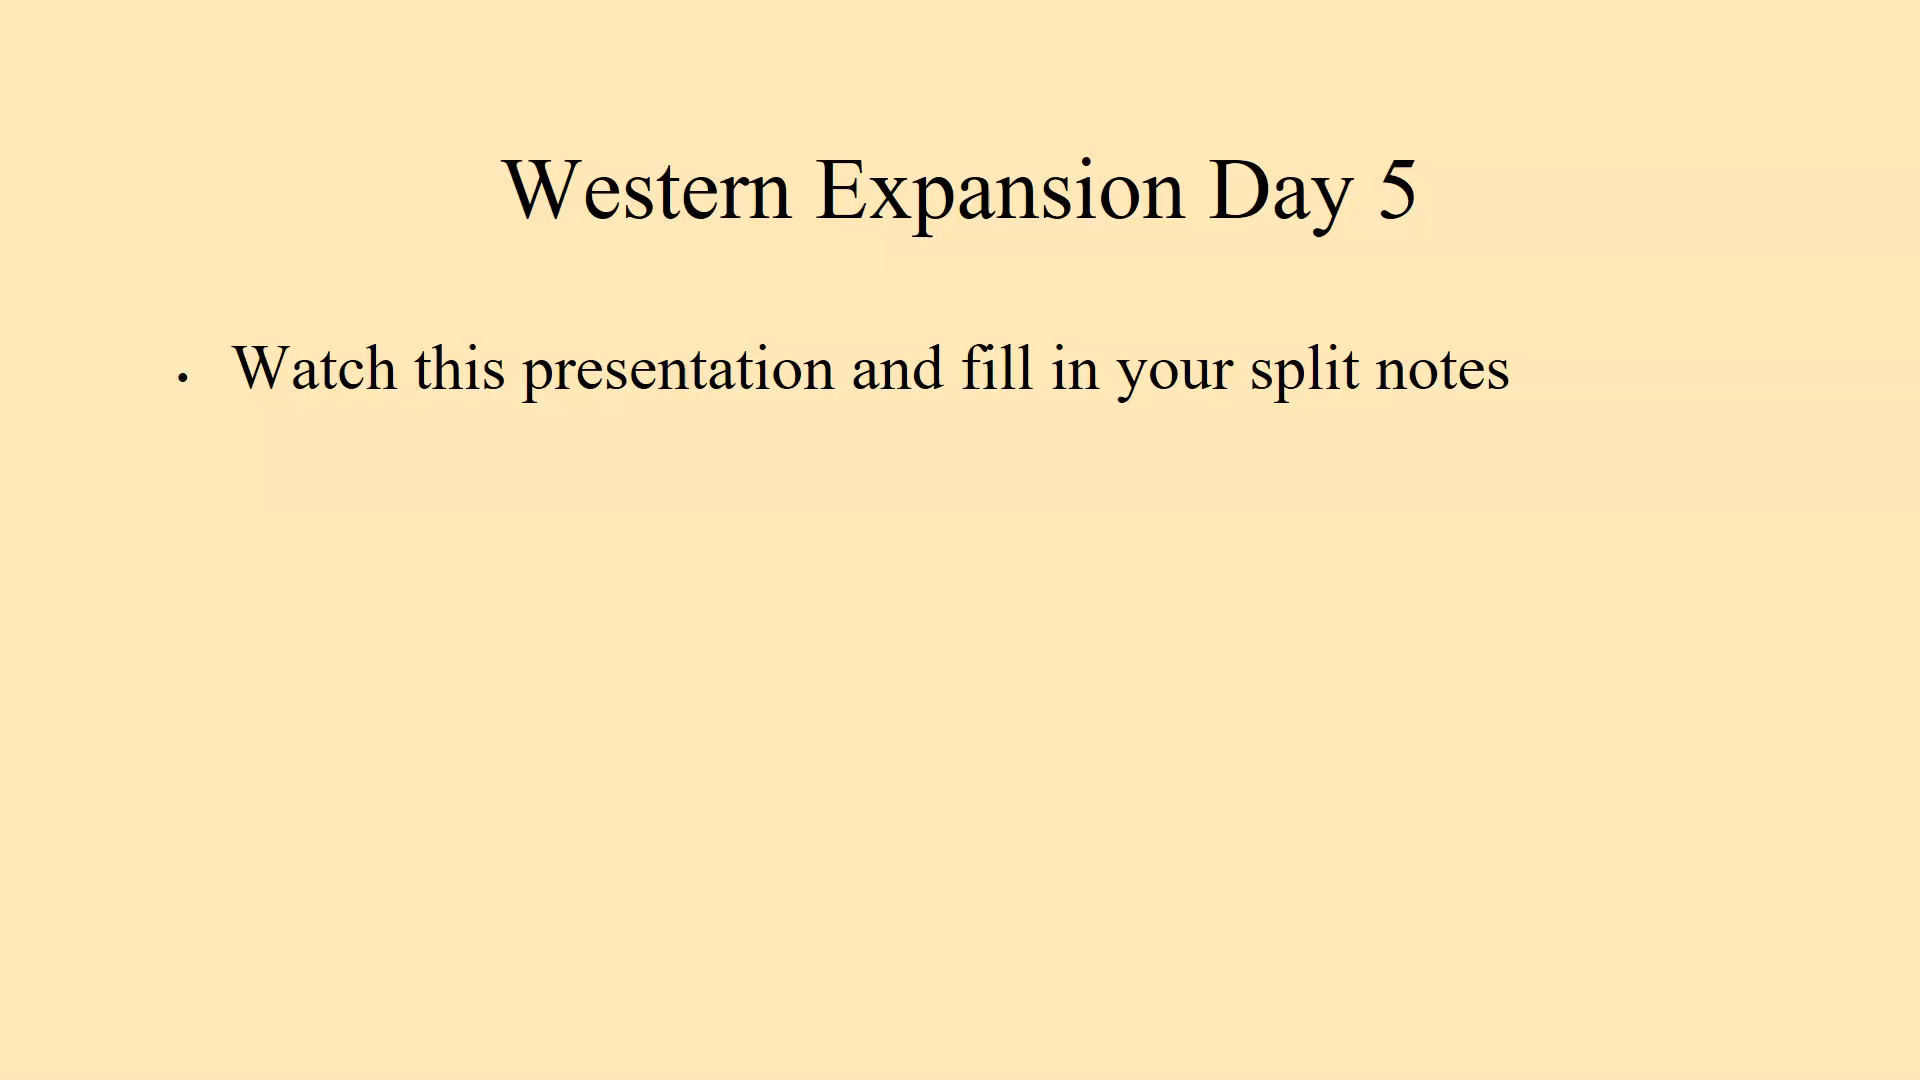 Western Expansion Day 5
• Watch this presentation and fill in your split notes